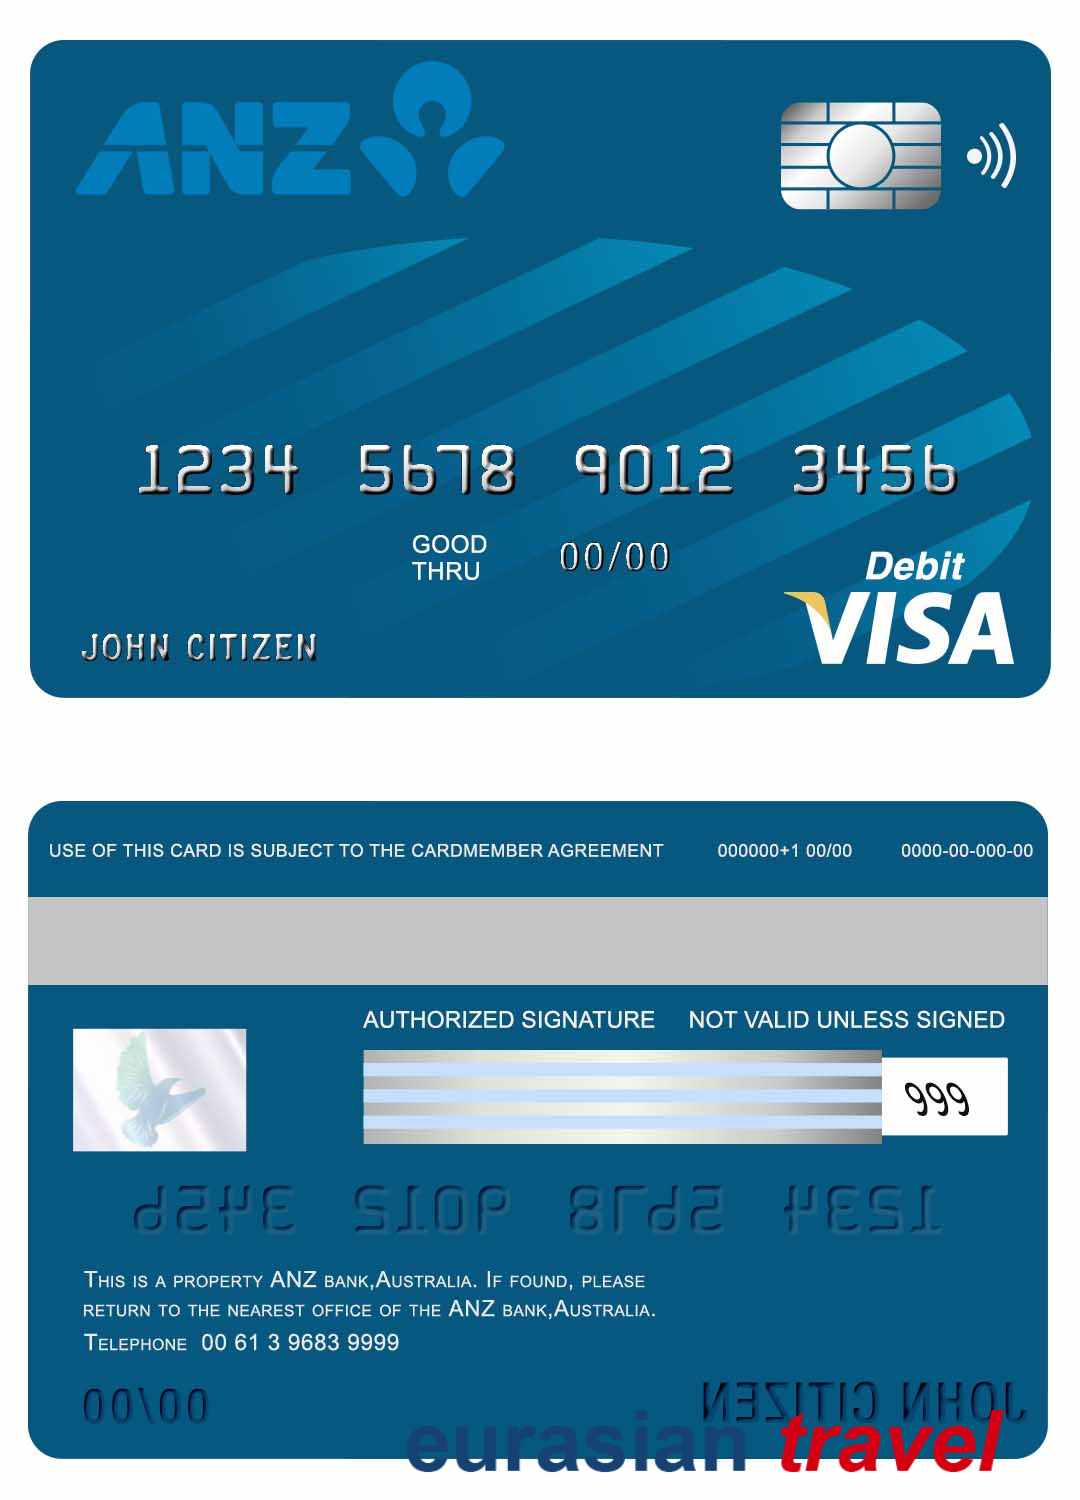 ANZ
1234 5678 9012 3456
GOOD
THRU
00/00
Debit
VISA
JOHN CITIZEN
USE OF THIS CARD IS SUBJECT TO THE CARDMEMBER AGREEMENT 000000+1 00/00 0000-00-000-00
AUTHORIZED SIGNATURE NOT VALID UNLESS SIGNED
999
1234 5678 9012 3456
THIS IS A PROPERTY ANZ BANK,AUSTRALIA. IF FOUND, PLEASE
RETURN TO THE NEAREST OFFICE OF THE ANZ BANK,AUSTRALIA.
TELEPHONE 00 61 3 9683 9999
00/00
JOHN CITIZEN
eurasian travel